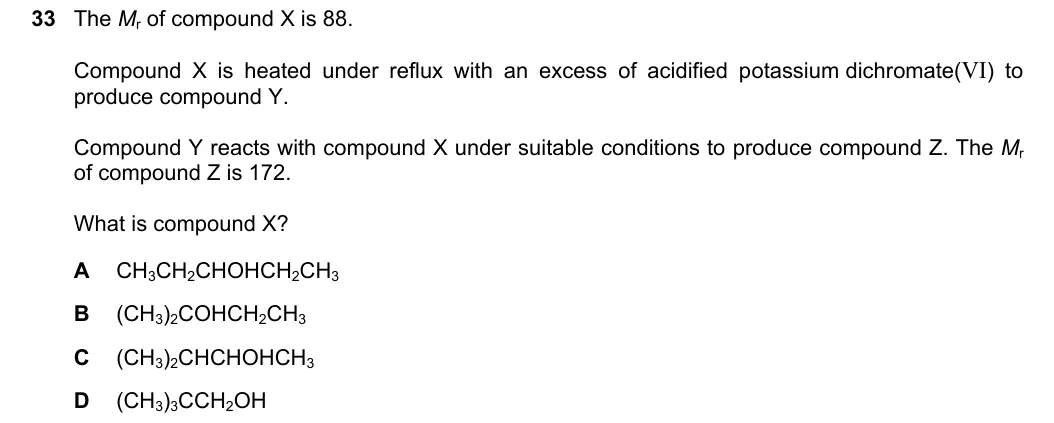 33 The Mr of compound X is 88.
Compound X is heated under reflux with an excess of acidified potassium dichromate(VI) to
produce compound Y.
Compound Y reacts with compound X under suitable conditions to produce compound Z. The Mr
of compound Z is 172.
What is compound X?
A CH₃CH₂CHOHCH₂CH₃
B (CH₃)₂COHCH₂CH₃
C (CH₃)₂CHCHOHCH₃
D (CH₃)₃CCH₂OH